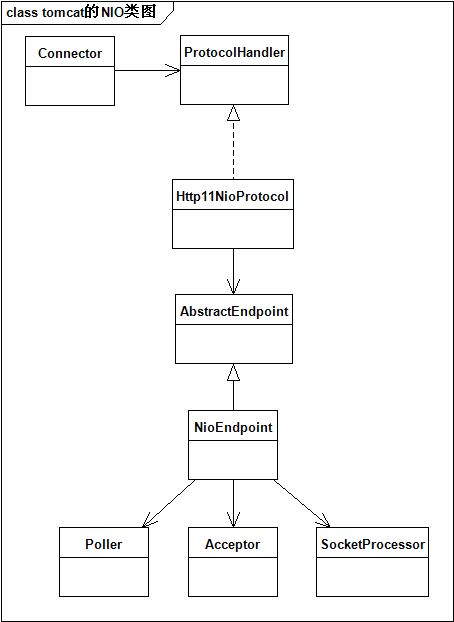 class tomcat的NIO类图
Connector
ProtocolHandler
Http11NioProtocol
AbstractEndpoint
NioEndpoint
Poller
Acceptor
SocketProcessor